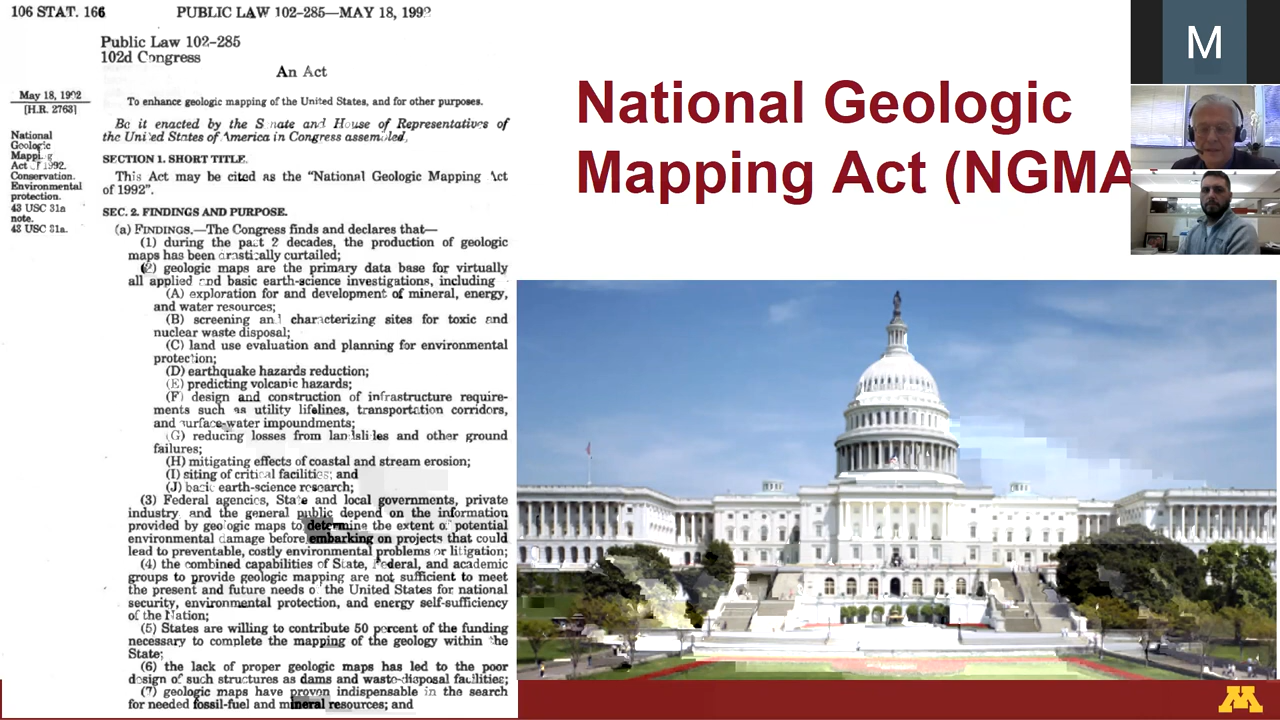 106 STAT. 166 PUBLIC LAW 102-285—MAY 18, 1992
Public Law 102-285
102d Congress
An Act
May 18, 1992
[H.R. 2763]
To enhance geologic mapping of the United States, and for other purposes.
Be it enacted by the Senate and House of Representatives of
the United States of America in Congress assembled,
National
Geologic
Mapping
Act of 1992.
Conservation.
Environmental
protection.
43 USC 31a
note.
43 USC 31a.
SECTION 1. SHORT TITLE.
This Act may be cited as the "National Geologic Mapping Act
of 1992".
SEC. 2. FINDINGS AND PURPOSE.
(a) FINDINGS.—The Congress finds and declares that—
(1) during the past 2 decades, the production of geologic
maps has been drastically curtailed;
(2) geologic maps are the primary data base for virtually
all applied and basic earth-science investigations, including
(A) exploration for and development of mineral, energy,
and water resources;
(B) screening and characterizing sites for toxic and
nuclear waste disposal;
(C) land use evaluation and planning for environmental
protection;
(D) earthquake hazards reduction;
(E) predicting volcanic hazards;
(F) design and construction of infrastructure require-
ments such as utility lifelines, transportation corridors,
and surface-water impoundments;
(G) reducing losses from landslides and other ground
failures;
(H) mitigating effects of coastal and stream erosion;
(I) siting of critical facilities; and
(J) basic earth-science research;
(3) Federal agencies, State and local governments, private
industry and the general public depend on the information
provided by geologic maps to determine the extent of potential
environmental damage before embarking on projects that could
lead to preventable, costly environmental problems or litigation;
(4) the combined capabilities of State, Federal, and academic
groups to provide geologic mapping are not sufficient to meet
the present and future needs of the United States for national
security, environmental protection, and energy self-sufficiency
of the Nation;
(5) States are willing to contribute 50 percent of the funding
necessary to complete the mapping of the geology within the
State;
(6) the lack of proper geologic maps has led to the poor
design of such structures as dams and waste-disposal facilities;
(7) geologic maps have proven indispensable in the search
for needed fossil-fuel and mineral resources; and
National Geologic
Mapping Act (NGMA
M
M